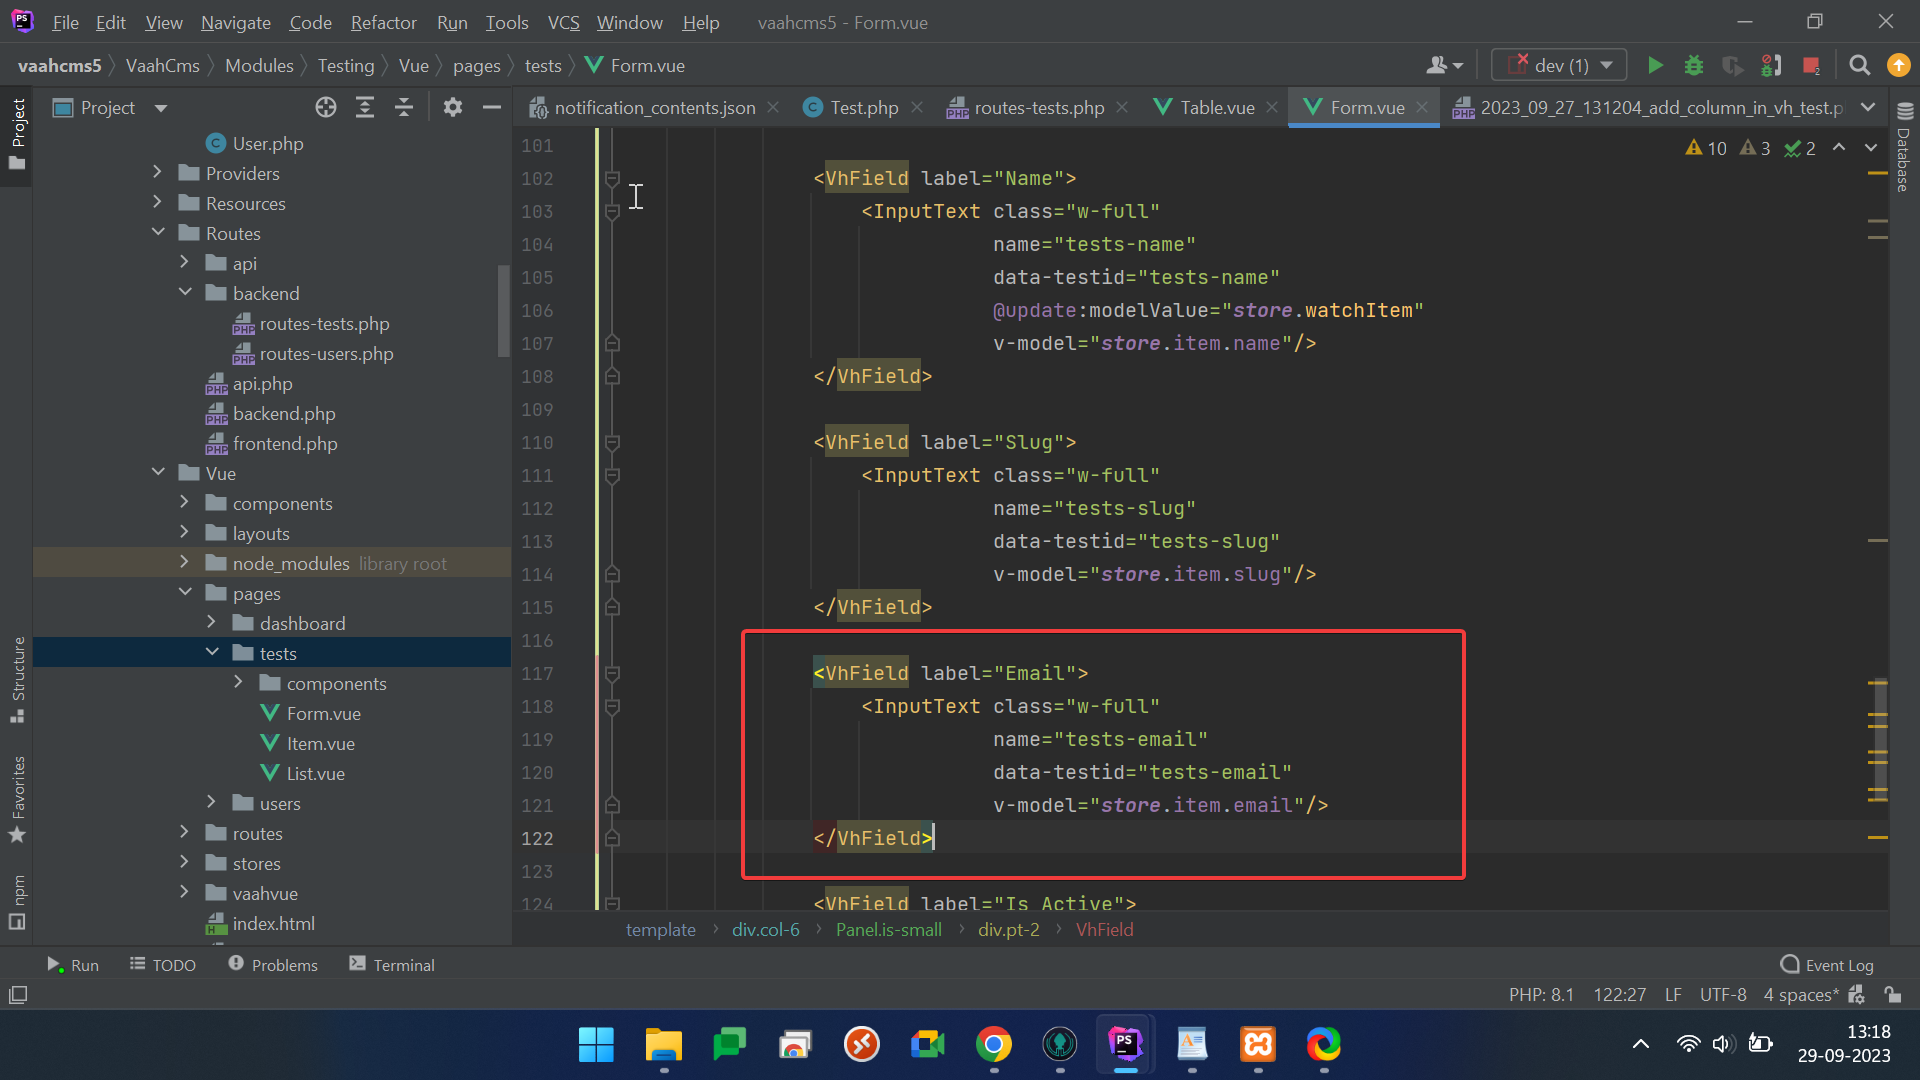 File Edit View Navigate Code Refactor Run Tools VCS Window Help vaahcms5 - Form.vue
vaahcms5 VaahCms Modules Testing Vue pages tests Form.vue
dev (1)
Project
Project
notification_contents.json Test.php routes-tests.php Table.vue Form.vue 2023_09_27_131204_add_column_in_vh_test.p
Database
10 3 2
User.php
Providers
Resources
Routes
api
backend
routes-tests.php
routes-users.php
api.php
backend.php
frontend.php
Vue
components
layouts
node_modules library root
pages
dashboard
tests
components
Form.vue
Item.vue
List.vue
users
routes
stores
vaahvue
index.html
Structure
Favorites
npm
101
102 <VhField label="Name">
103 <InputText class="w-full"
104 name="tests-name"
105 data-testid="tests-name"
106 @update:modelValue="store.watchItem"
107 v-model="store.item.name"/>
108 </VhField>
109
110 <VhField label="Slug">
111 <InputText class="w-full"
112 name="tests-slug"
113 data-testid="tests-slug"
114 v-model="store.item.slug"/>
115 </VhField>
116
117 <VhField label="Email">
118 <InputText class="w-full"
119 name="tests-email"
120 data-testid="tests-email"
121 v-model="store.item.email"/>
122 </VhField>
123
124 <VhField label="Is Active">
template div.col-6 Panel.is-small div.pt-2 VhField
Run TODO Problems Terminal Event Log
PHP: 8.1 122:27 LF UTF-8 4 spaces*
13:18
29-09-2023